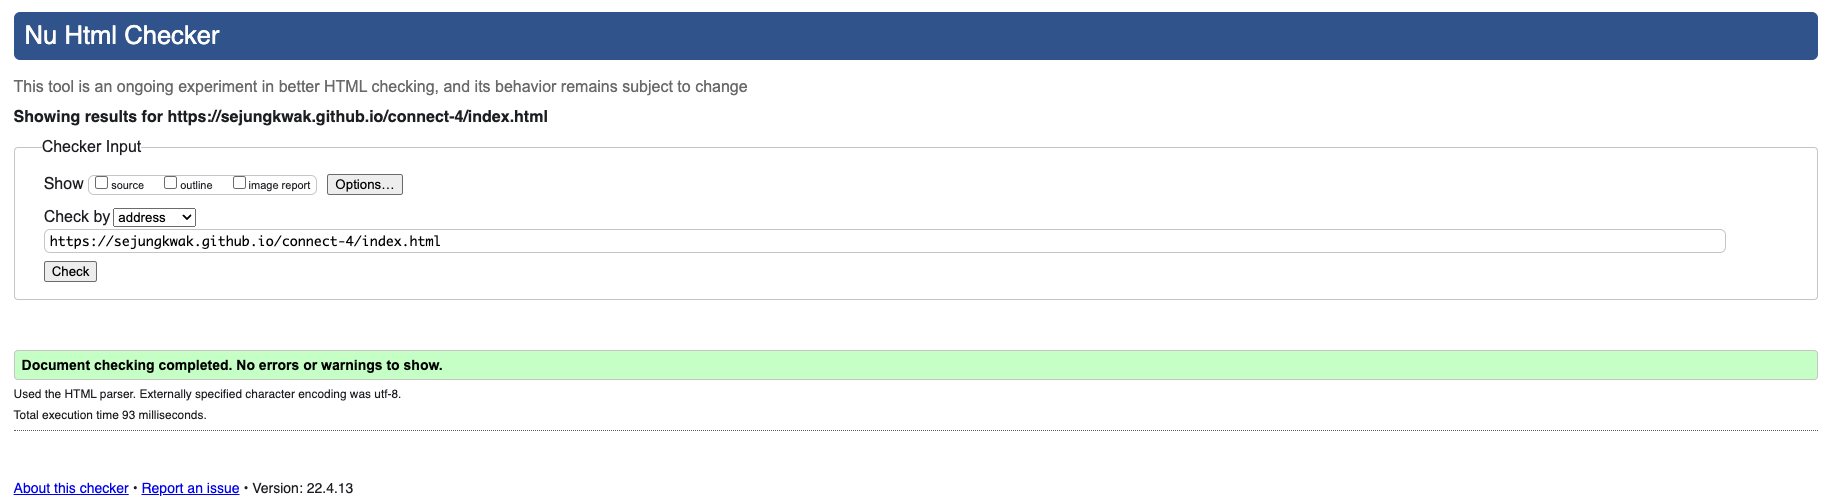 Nu Html Checker
This tool is an ongoing experiment in better HTML checking, and its behavior remains subject to change
Showing results for https://sejungkwak.github.io/connect-4/index.html
Checker Input
Show source outline image report Options...
Check by address
https://sejungkwak.github.io/connect-4/index.html
Check
Document checking completed. No errors or warnings to show.
Used the HTML parser. Externally specified character encoding was utf-8.
Total execution time 93 milliseconds.
About this checker • Report an issue • Version: 22.4.13